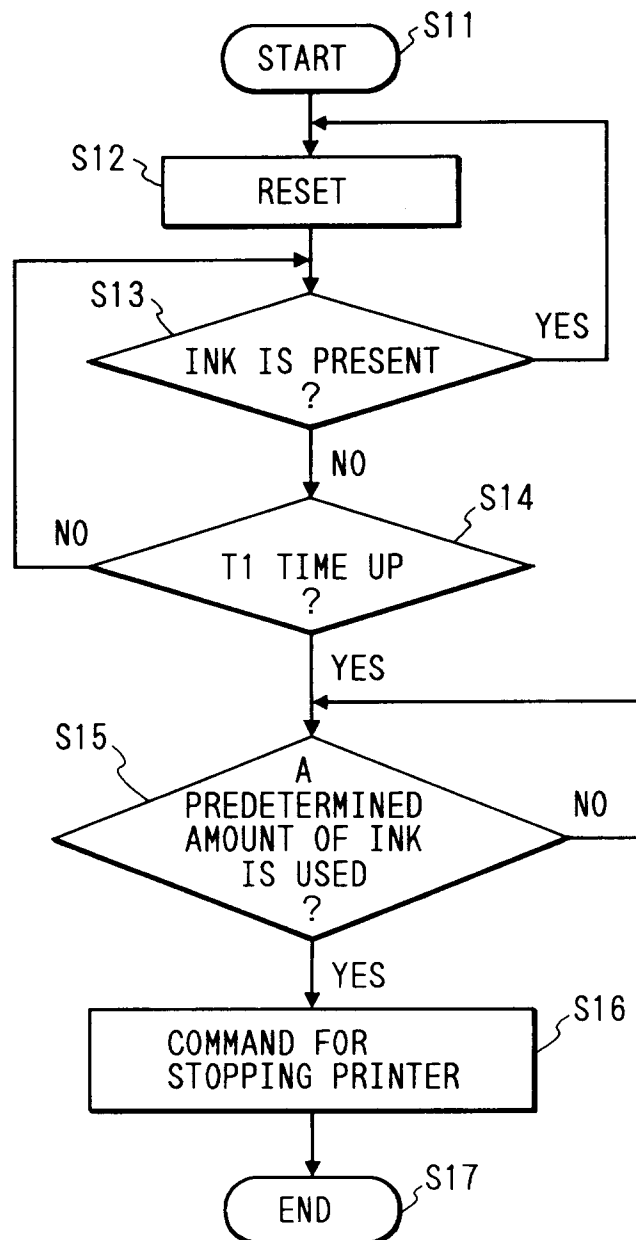 START
S11
S12
RESET
S13
INK IS PRESENT
?
YES
NO
S14
NO
T1 TIME UP
?
YES
S15
A
PREDETERMINED
AMOUNT OF INK
IS USED
?
NO
YES
S16
COMMAND FOR
STOPPING PRINTER
END
S17